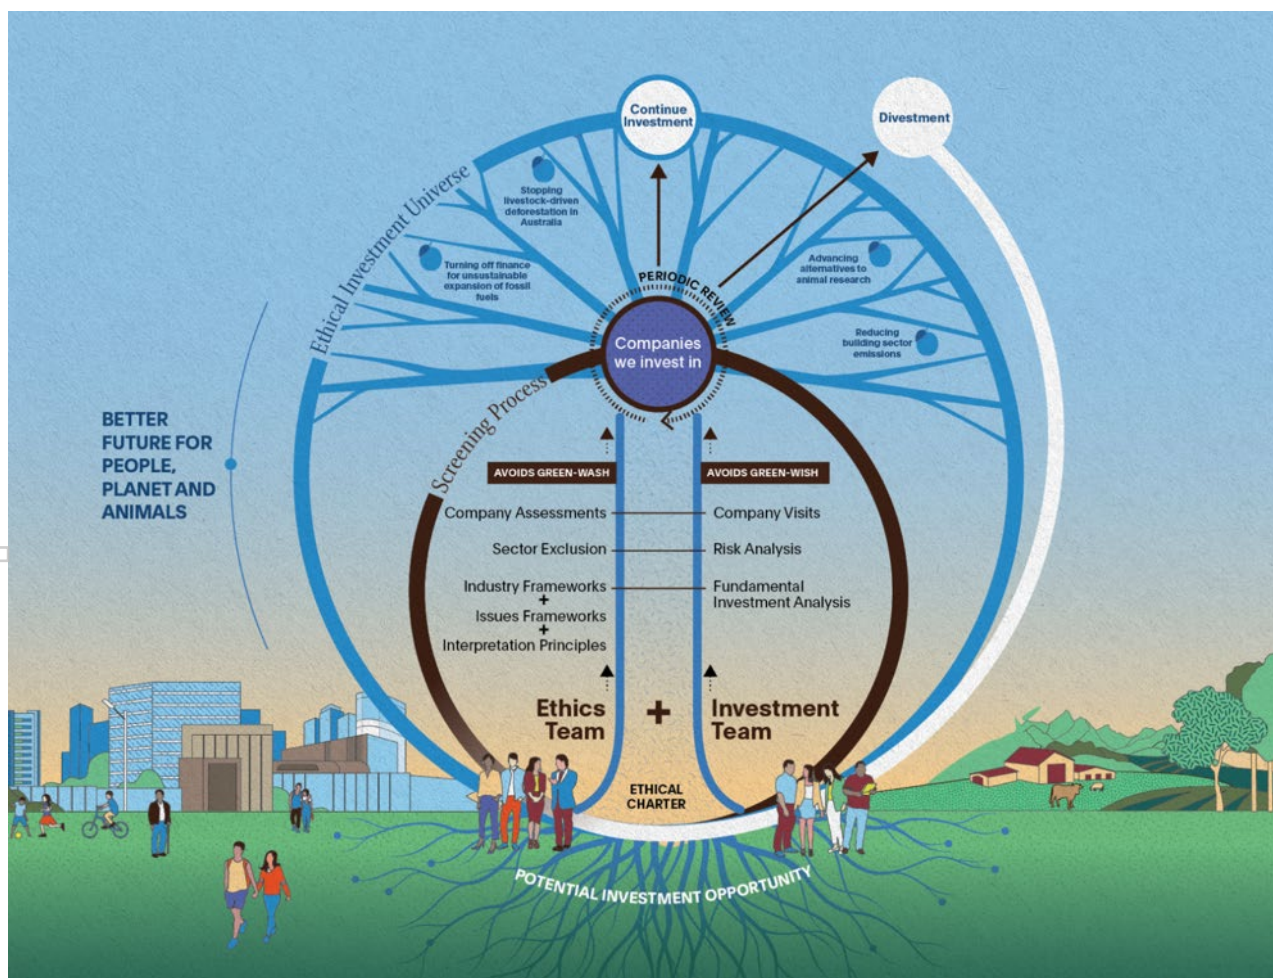 Continue
Investment
Divestment
Ethical Investment Universe
Stopping
livestock-driven
deforestation in
Australia
Turning off finance
for unsustainable
expansion of fossil
fuels
Advancing
alternatives to
animal research
Reducing
building sector
emissions
PERIODIC REVIEW
Companies
we invest in
Screening Process
BETTER
FUTURE FOR
PEOPLE,
PLANET AND
ANIMALS
AVOIDS GREEN-WASH
AVOIDS GREEN-WISH
Company Assessments
Company Visits
Sector Exclusion
Risk Analysis
Industry Frameworks
+
Issues Frameworks
+
Interpretation Principles
Fundamental
Investment Analysis
Ethics
Team
+
Investment
Team
ETHICAL
CHARTER
POTENTIAL INVESTMENT OPPORTUNITY